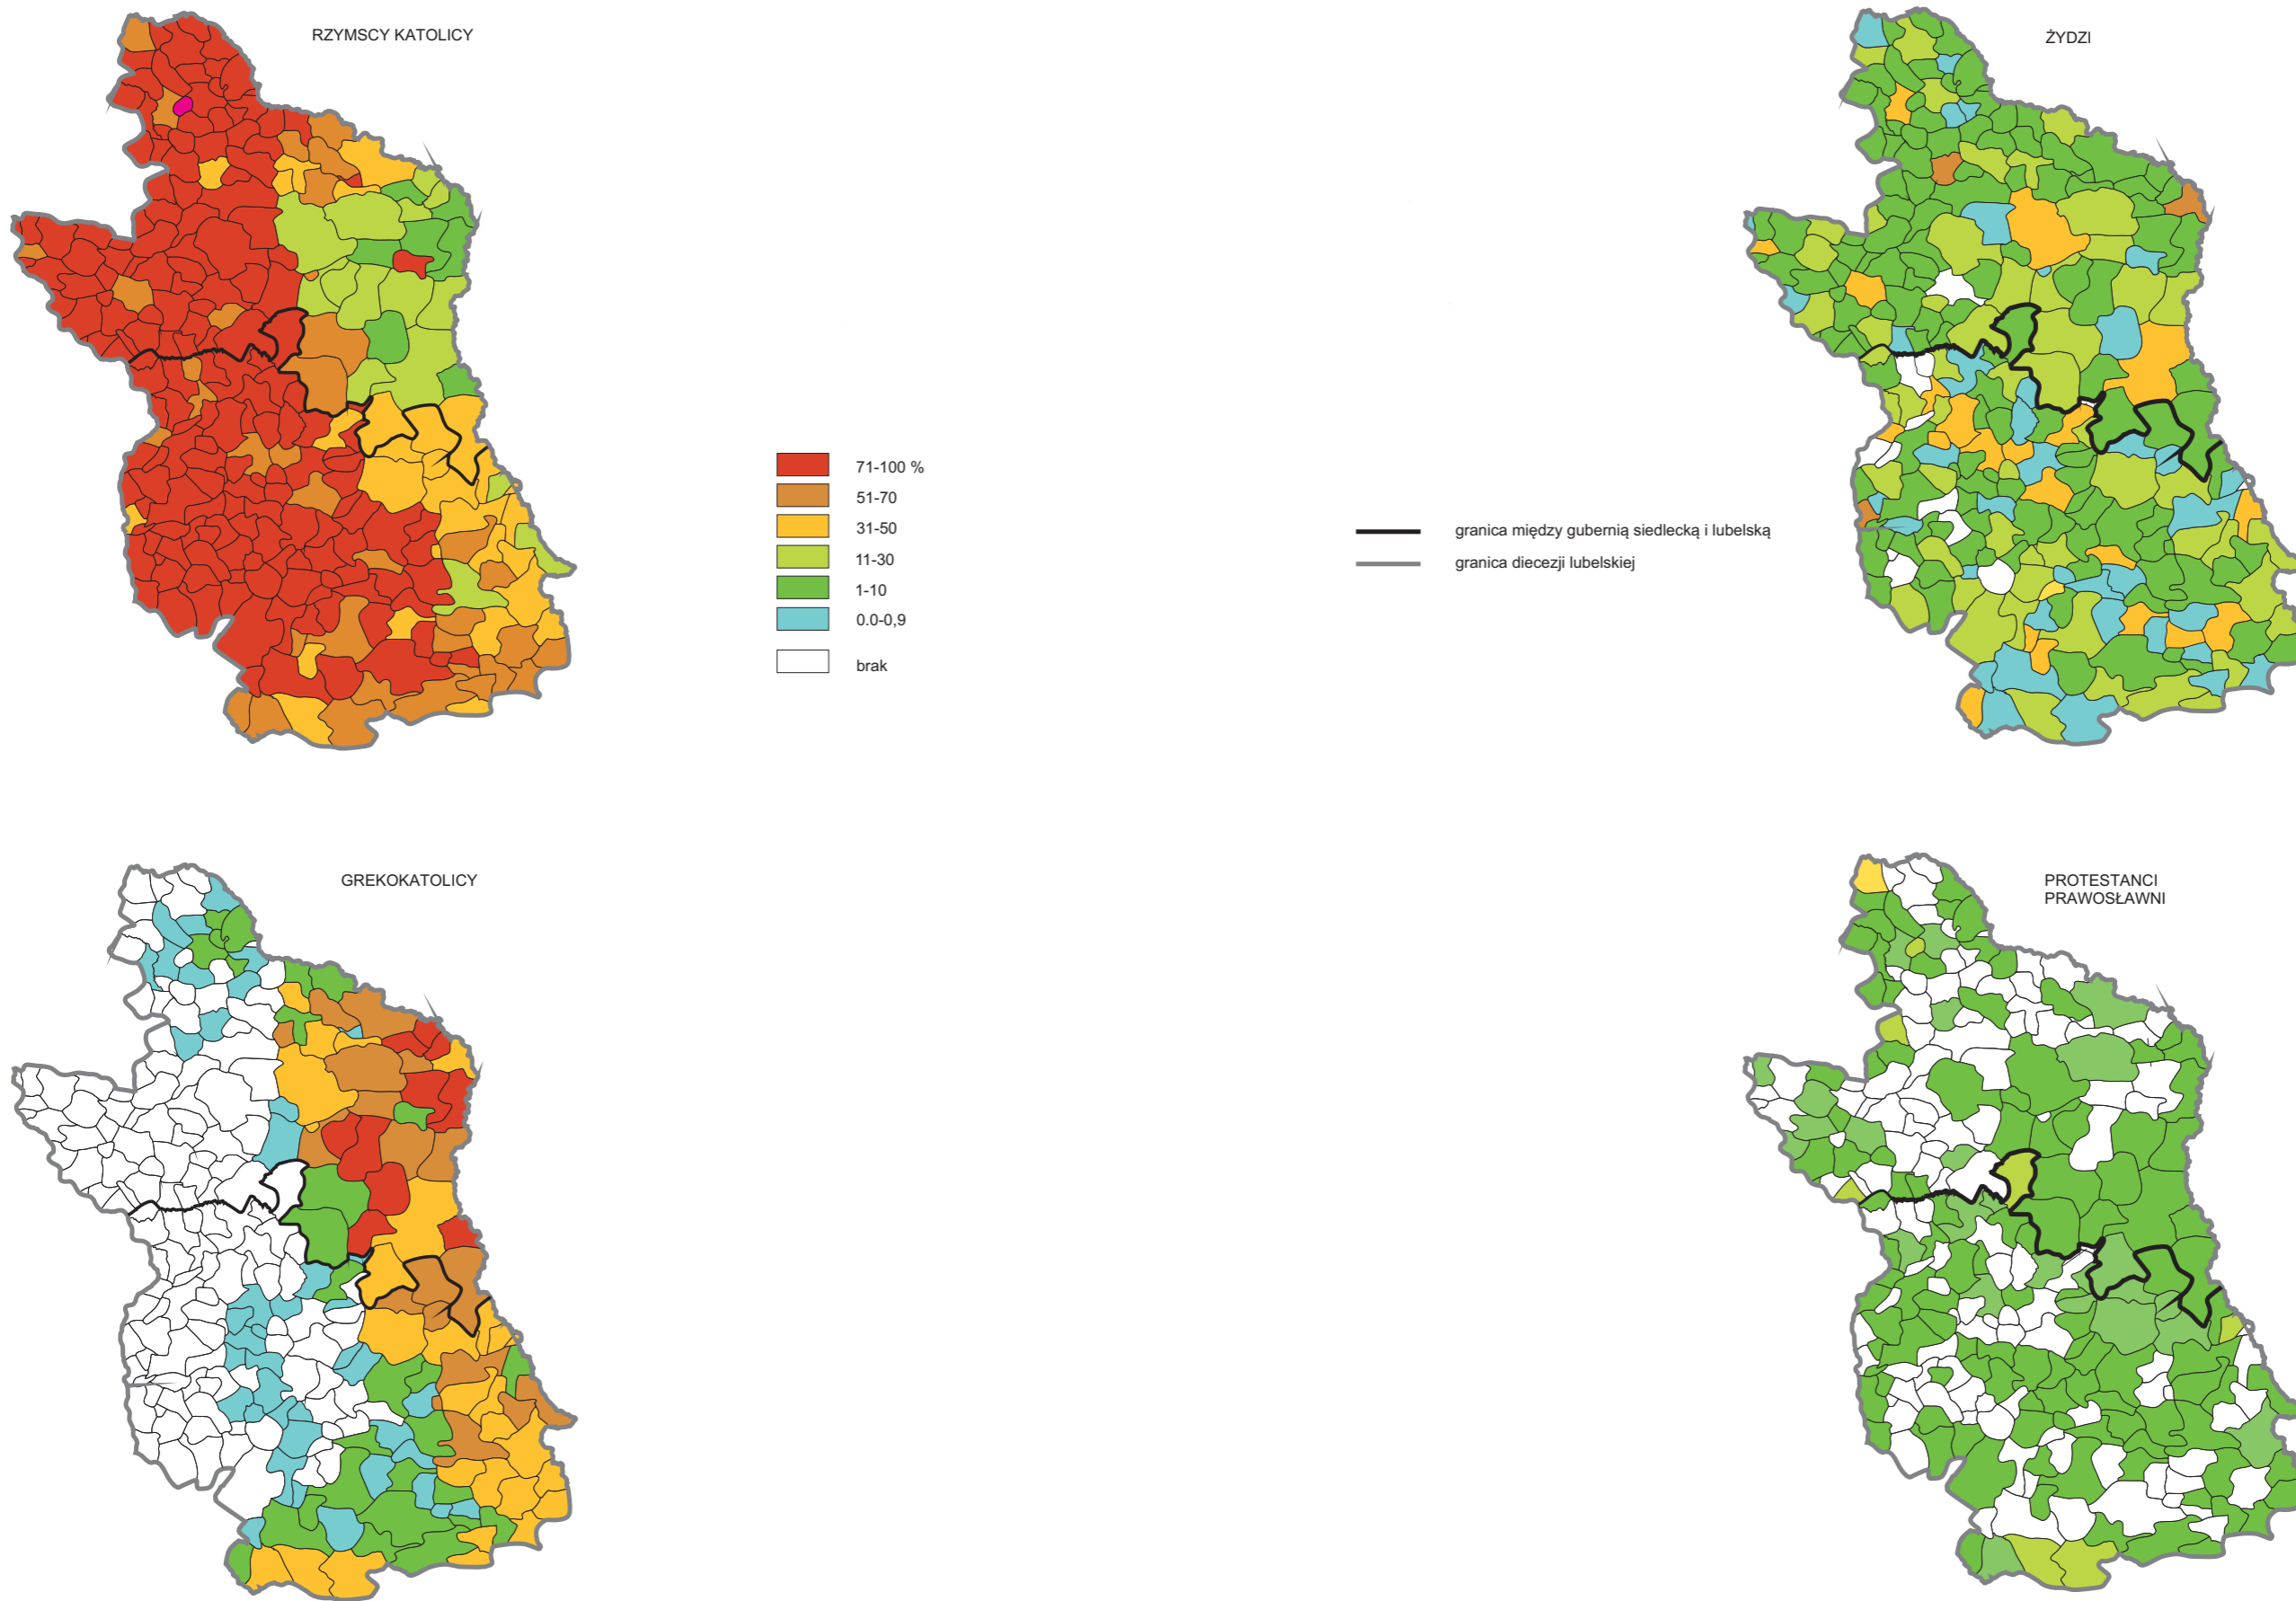 RZYMSCY KATOLICY
ŻYDZI
71-100 %
51-70
31-50
11-30
1-10
0.0-0,9
brak
granica między gubernią siedlecką i lubelską
granica diecezji lubelskiej
GREKOKATOLICY
PROTESTANCI
PRAWOSŁAWNI